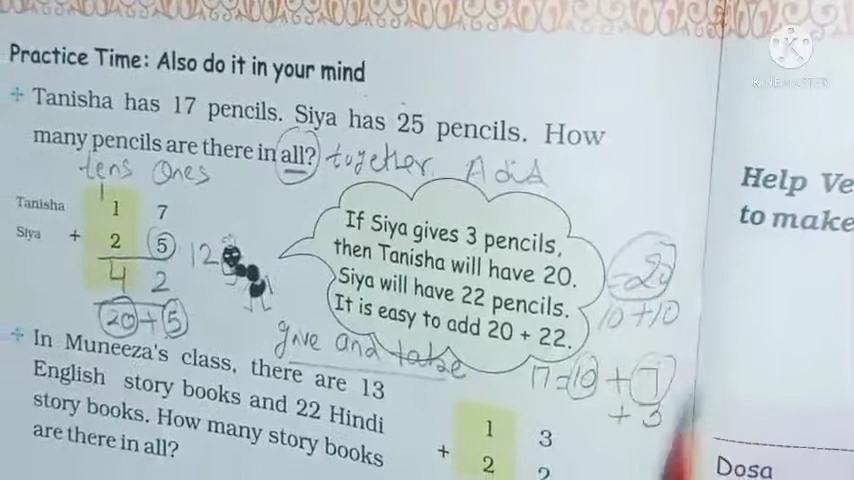 Practice Time: Also do it in your mind
KINEMASTER
Tanisha has 17 pencils. Siya has 25 pencils. How
many pencils are there in all? together
tens Ones
Tanisha 1 7
Siya + 2 5 12
4 2
20 + 5
If Siya gives 3 pencils,
then Tanisha will have 20.
Siya will have 22 pencils.
It is easy to add 20 + 22.
10+10
give and take
17=10 + 7
+ 3
In Muneeza's class, there are 13
English story books and 22 Hindi
story books. How many story books
are there in all?
1 3
+ 2 2
Help Ve
to make
Dosa